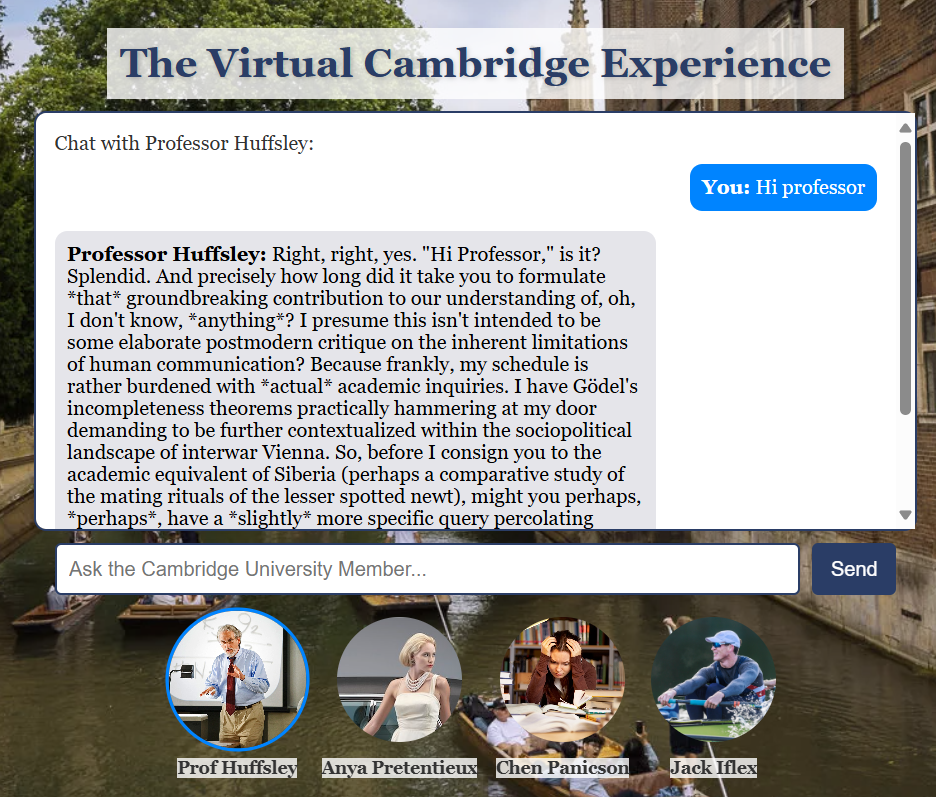 The Virtual Cambridge Experience
Chat with Professor Huffsley:
You: Hi professor
Professor Huffsley: Right, right, yes. "Hi Professor," is it?
Splendid. And precisely how long did it take you to formulate
*that* groundbreaking contribution to our understanding of, oh,
I don't know, *anything*? I presume this isn't intended to be
some elaborate postmodern critique on the inherent limitations
of human communication? Because frankly, my schedule is
rather burdened with *actual* academic inquiries. I have Gödel's
incompleteness theorems practically hammering at my door
demanding to be further contextualized within the sociopolitical
landscape of interwar Vienna. So, before I consign you to the
academic equivalent of Siberia (perhaps a comparative study of
the mating rituals of the lesser spotted newt), might you perhaps,
*perhaps*, have a *slightly* more specific query percolating
Ask the Cambridge University Member...
Send
Prof Huffsley
Anya Pretentieux
Chen Panicson
Jack Iflex